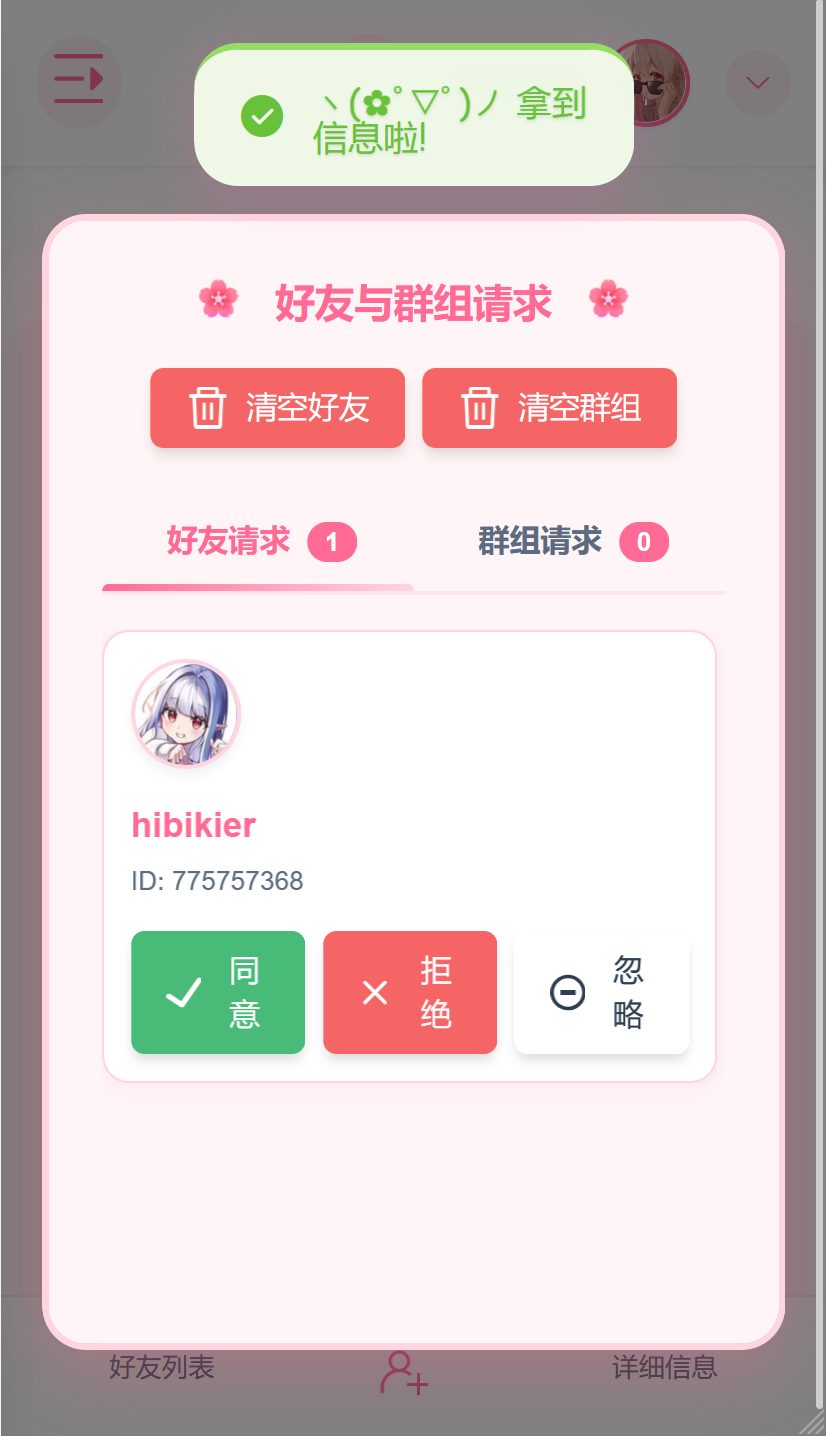 ヽ(✿ﾟ▽ﾟ)ノ 拿到
信息啦!
🌸 好友与群组请求 🌸
清空好友 清空群组
好友请求 1 群组请求 0
hibikier
ID: 775757368
同意 拒绝 忽略
好友列表 详细信息